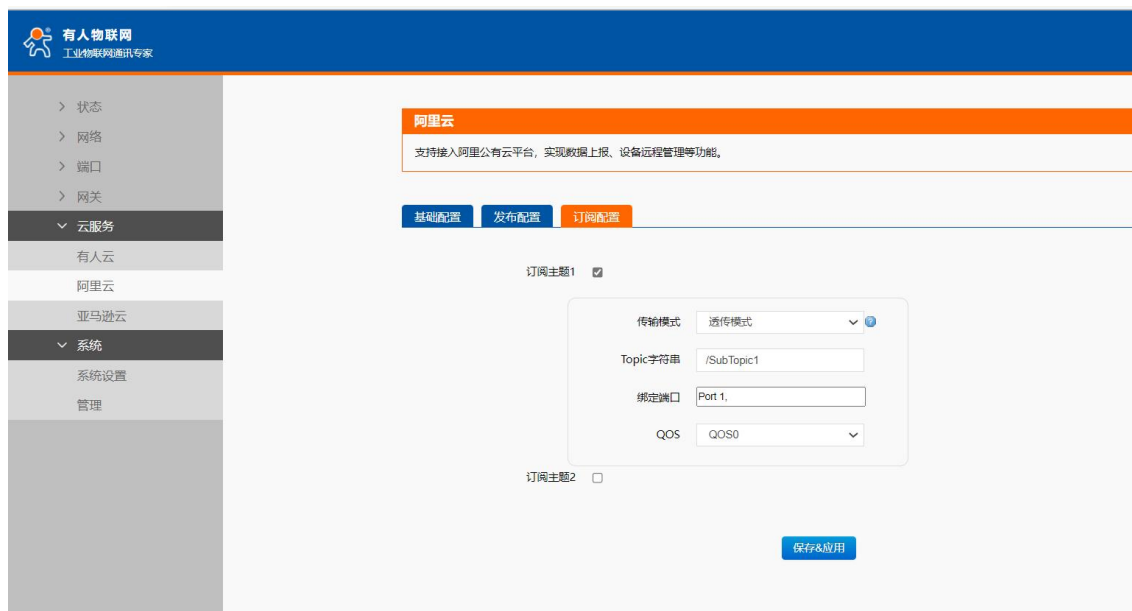 有人物联网
工业物联网通讯专家
状态
网络
端口
网关
云服务
有人云
阿里云
亚马逊云
系统
系统设置
管理
阿里云
支持接入阿里公有云平台，实现数据上报、设备远程管理等功能。
基础配置 发布配置 订阅配置
订阅主题1
传输模式 透传模式
Topic字符串 /SubTopic1
绑定端口 Port 1,
QOS QOS0
订阅主题2
保存&应用